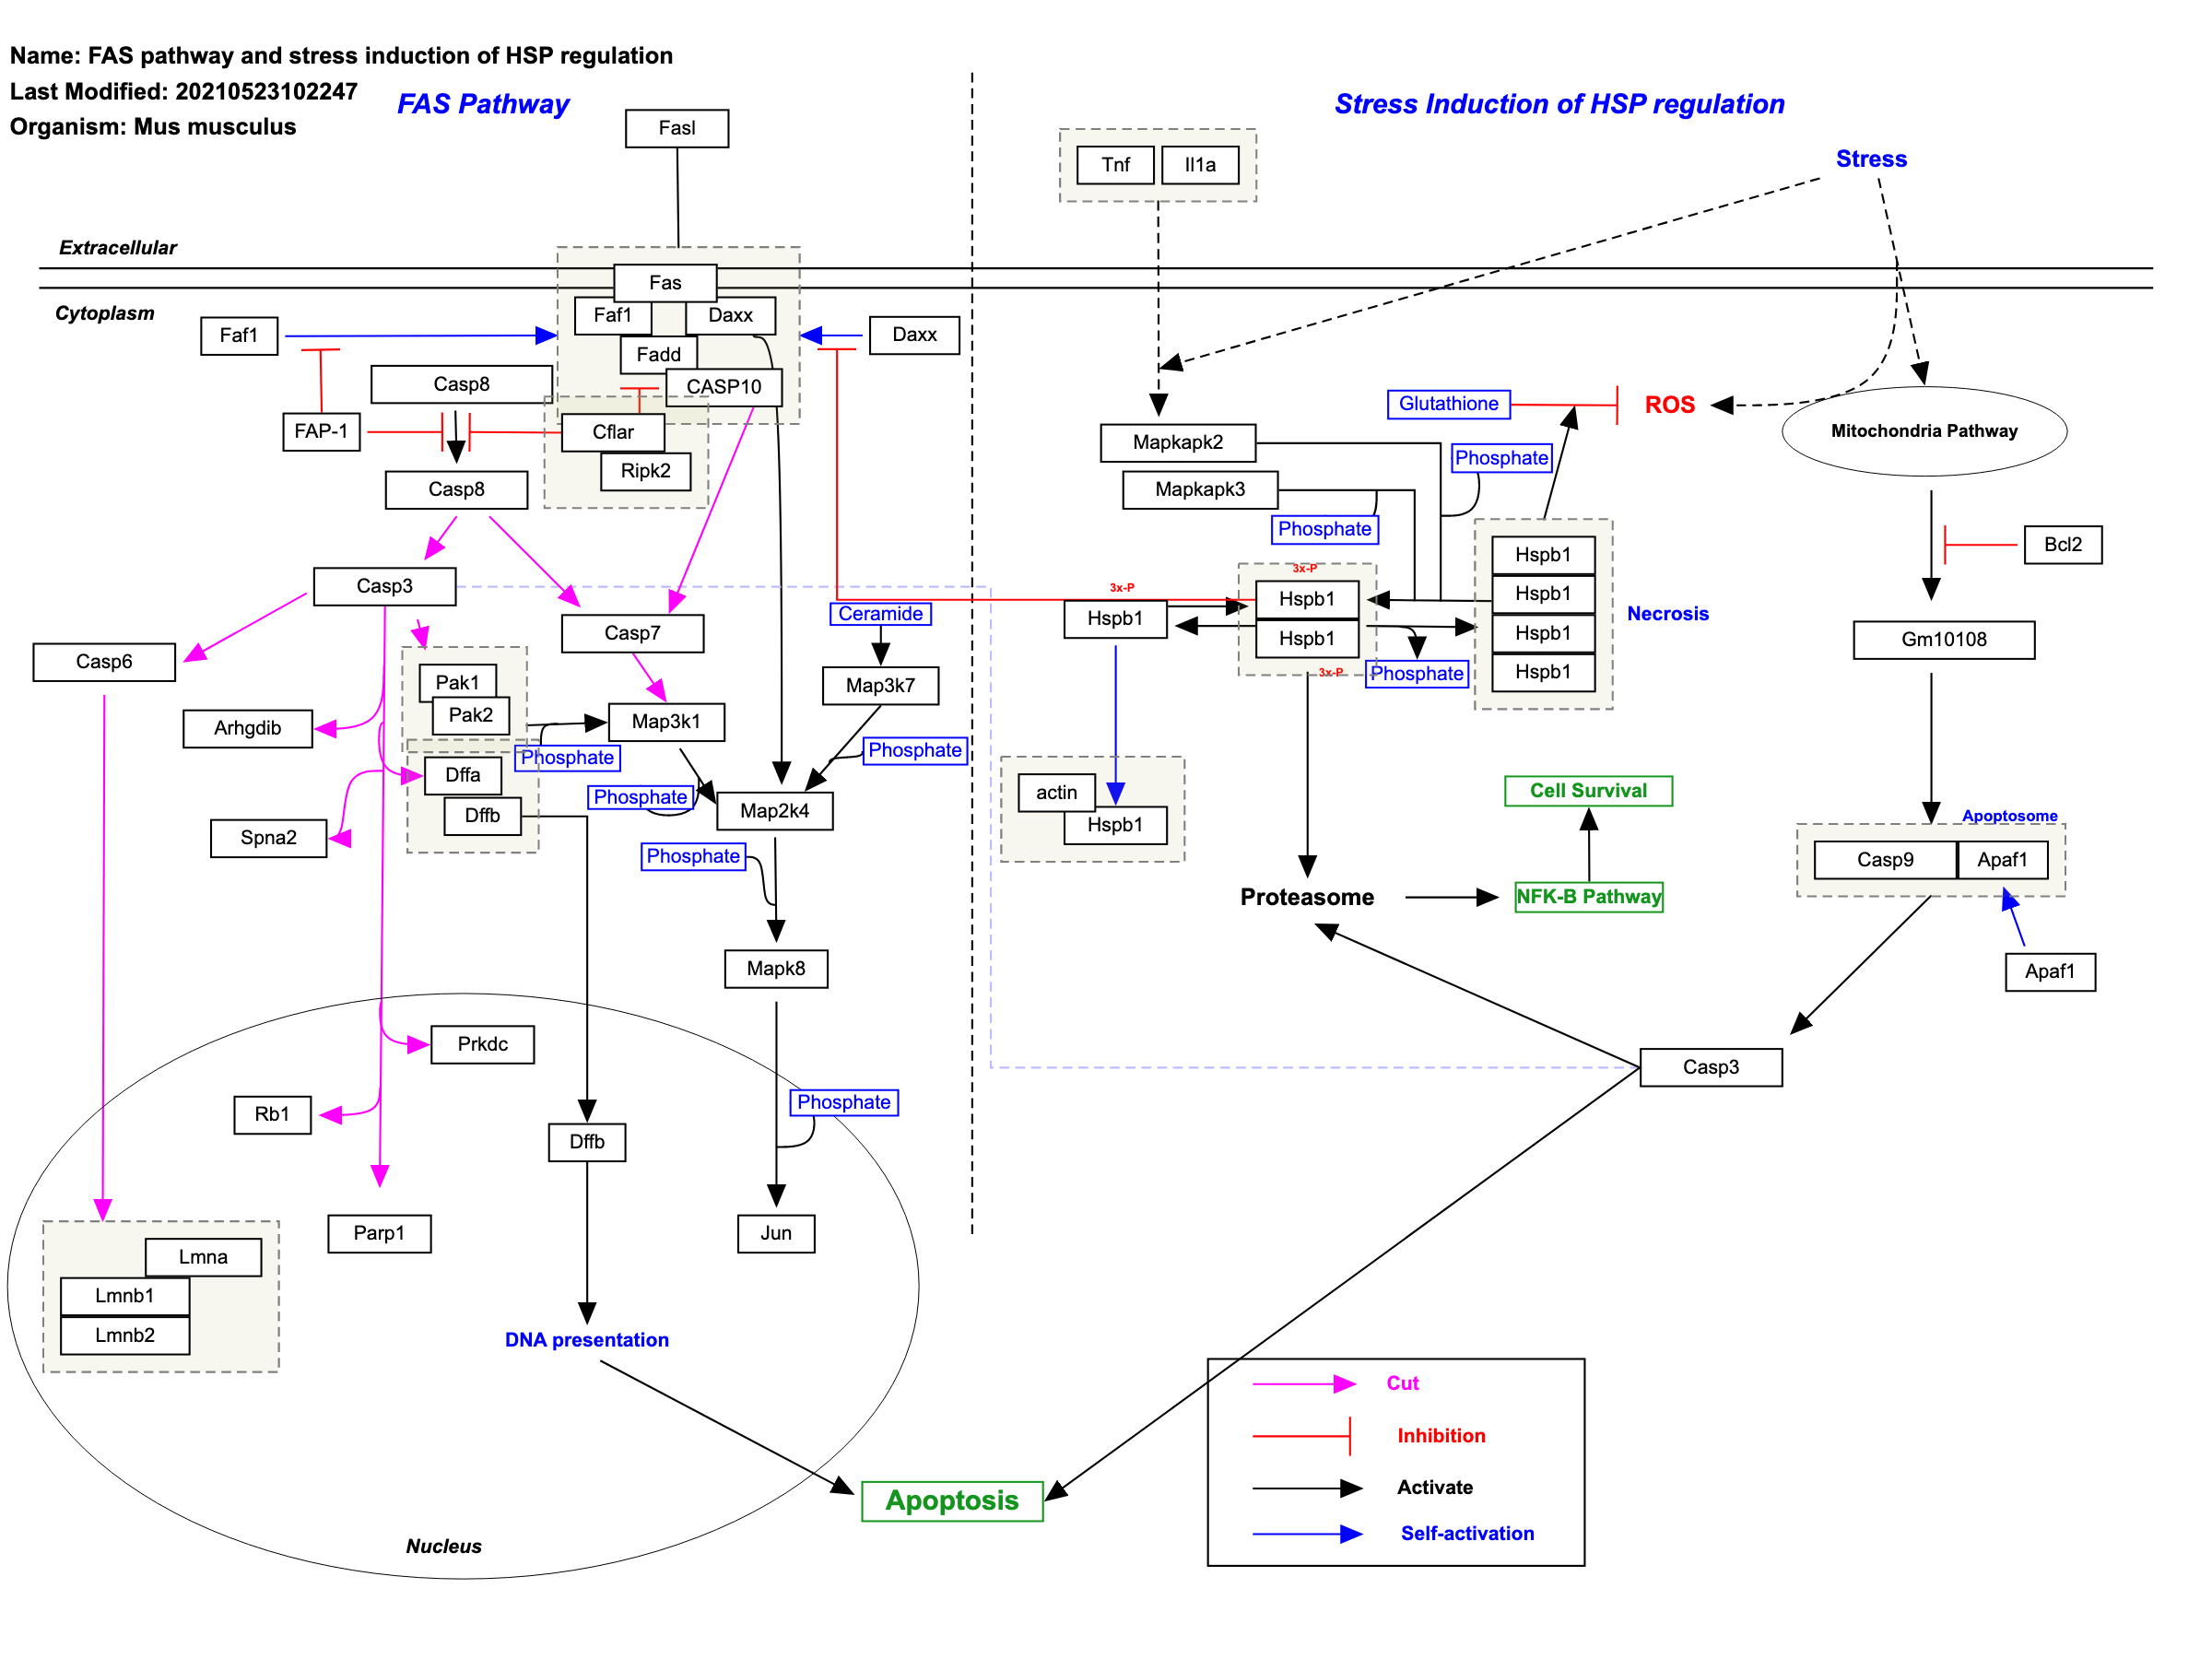 Name: FAS pathway and stress induction of HSP regulation
Last Modified: 20210523102247
Organism: Mus musculus
FAS Pathway
Stress Induction of HSP regulation
Fasl
Tnf
Il1a
Stress
Extracellular
Cytoplasm
Fas
Faf1
Daxx
Fadd
CASP10
Faf1
Daxx
Casp8
FAP-1
Cflar
Ripk2
Casp8
Glutathione
ROS
Mitochondria Pathway
Mapkapk2
Phosphate
Mapkapk3
Phosphate
Bcl2
Casp3
Casp7
Casp6
Ceramide
3x-P
Hspb1
3x-P
Hspb1
Hspb1
3x-P
Phosphate
Hspb1
Hspb1
Hspb1
Hspb1
Necrosis
Gm10108
Pak1
Pak2
Map3k7
Arhgdib
Map3k1
Phosphate
Phosphate
Dffa
Dffb
Phosphate
Map2k4
Spna2
Phosphate
actin
Hspb1
Cell Survival
Apoptosome
Casp9
Apaf1
Proteasome
NFK-B Pathway
Mapk8
Apaf1
Prkdc
Casp3
Rb1
Phosphate
Dffb
Parp1
Jun
Lmna
Lmnb1
Lmnb2
DNA presentation
Apoptosis
Nucleus
Cut
Inhibition
Activate
Self-activation